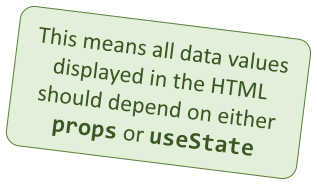 This means all data values
displayed in the HTML
should depend on either
props or useState